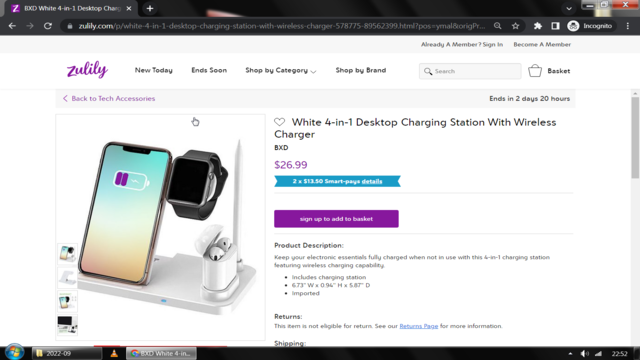 BXD White 4-in-1 Desktop Charg
zulily.com/p/white-4-in-1-desktop-charging-station-with-wireless-charger-578775-89562399.html?pos=ymal&origPr...
Incognito
Already A Member? Sign In
Become A Member
zulily
New Today
Ends Soon
Shop by Category
Shop by Brand
Search
Basket
Back to Tech Accessories
Ends in 2 days 20 hours
White 4-in-1 Desktop Charging Station With Wireless
Charger
BXD
$26.99
2 x $13.50 Smart-pays details
sign up to add to basket
Product Description:
Keep your electronic essentials fully charged when not in use with this 4-in-1 charging station
featuring wireless charging capability.
Includes charging station
6.73" W x 0.94" H x 5.87" D
Imported
Returns:
This item is not eligible for return. See our Returns Page for more information.
Shipping:
2022-09
BXD White 4-in-...
22:52